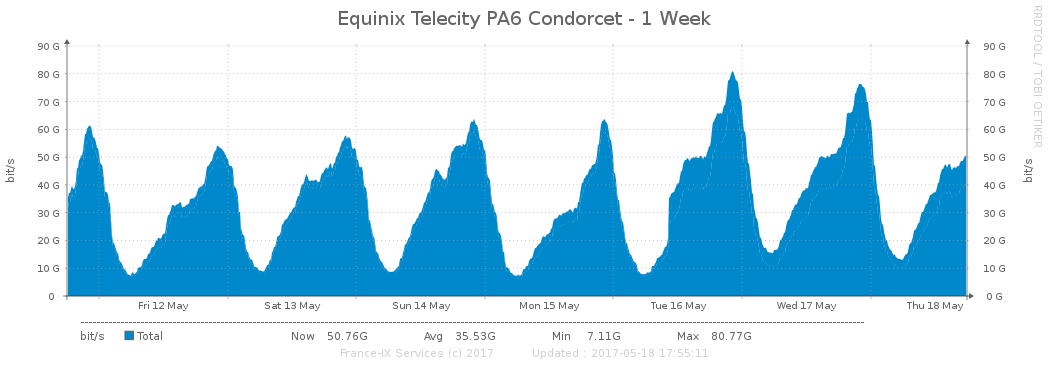 Equinix Telecity PA6 Condorcet - 1 Week
RRDTOOL / TOBI OETIKER
bit/s
90 G 90 G
80 G 80 G
70 G 70 G
60 G 60 G
50 G 50 G
40 G 40 G
30 G 30 G
20 G 20 G
10 G 10 G
0 0 G
bit/s
Fri 12 May Sat 13 May Sun 14 May Mon 15 May Tue 16 May Wed 17 May Thu 18 May
bit/s Total Now 50.76G Avg 35.53G Min 7.11G Max 80.77G
France-IX Services (c) 2017 Updated : 2017-05-18 17:55:11